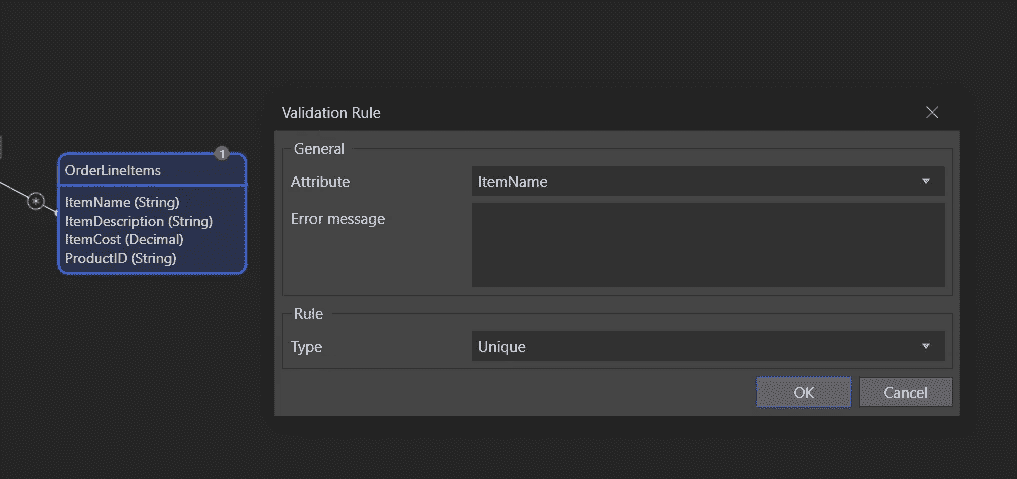 Validation Rule
General
1
OrderLineItems
Attribute
ItemName
ItemName (String)
Error message
ItemDescription (String)
ItemCost (Decimal)
ProductID (String)
Rule
Type
Unique
OK
Cancel